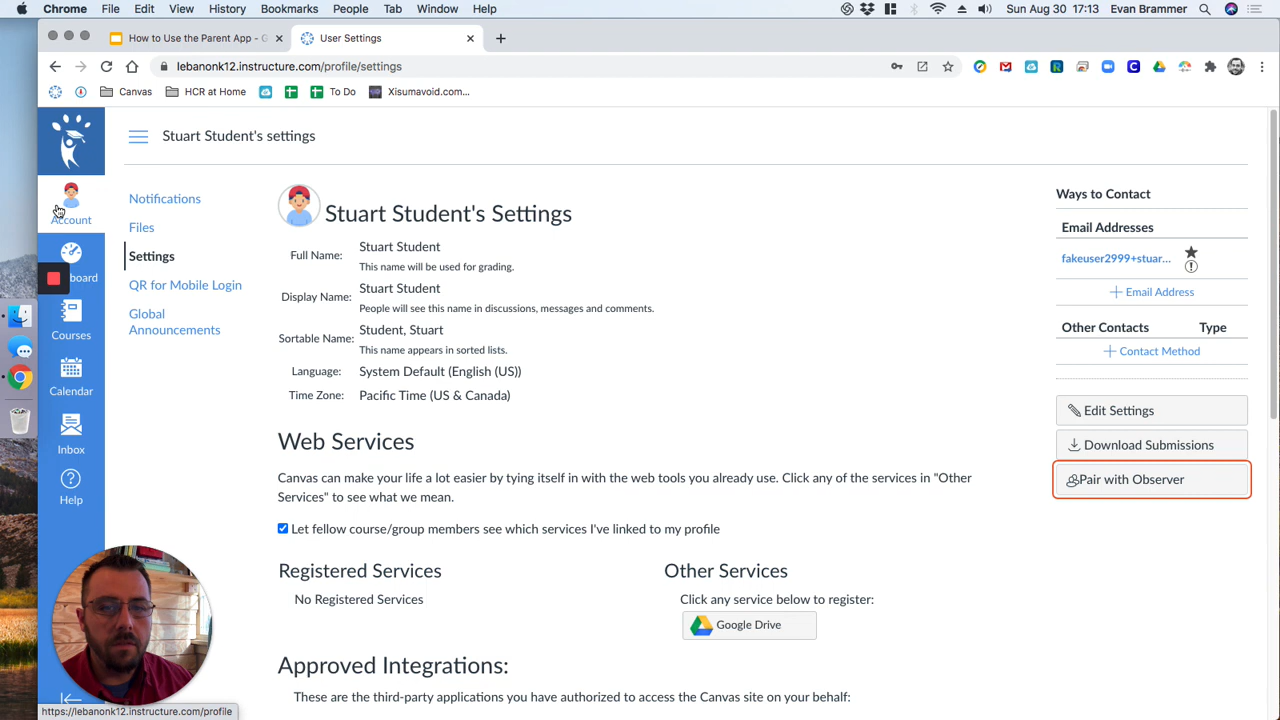 Chrome File Edit View History Bookmarks People Tab Window Help Sun Aug 30 17:13 Evan Brammer
How to Use the Parent App - G
User Settings
lebanonk12.instructure.com/profile/settings
Canvas HCR at Home To Do Xisumavoid.com...
Stuart Student's settings
Account
board
Courses
Calendar
Inbox
Help
Notifications
Files
Settings
QR for Mobile Login
Global
Announcements
Stuart Student's Settings
Full Name: Stuart Student
This name will be used for grading.
Display Name: Stuart Student
People will see this name in discussions, messages and comments.
Sortable Name: Student, Stuart
This name appears in sorted lists.
Language: System Default (English (US))
Time Zone: Pacific Time (US & Canada)
Web Services
Canvas can make your life a lot easier by tying itself in with the web tools you already use. Click any of the services in "Other
Services" to see what we mean.
Let fellow course/group members see which services I've linked to my profile
Registered Services
No Registered Services
Other Services
Click any service below to register:
Google Drive
Approved Integrations:
These are the third-party applications you have authorized to access the Canvas site on your behalf:
Ways to Contact
Email Addresses
fakeuser2999+stuar...
Email Address
Other Contacts Type
Contact Method
Edit Settings
Download Submissions
Pair with Observer
https://lebanonk12.instructure.com/profile